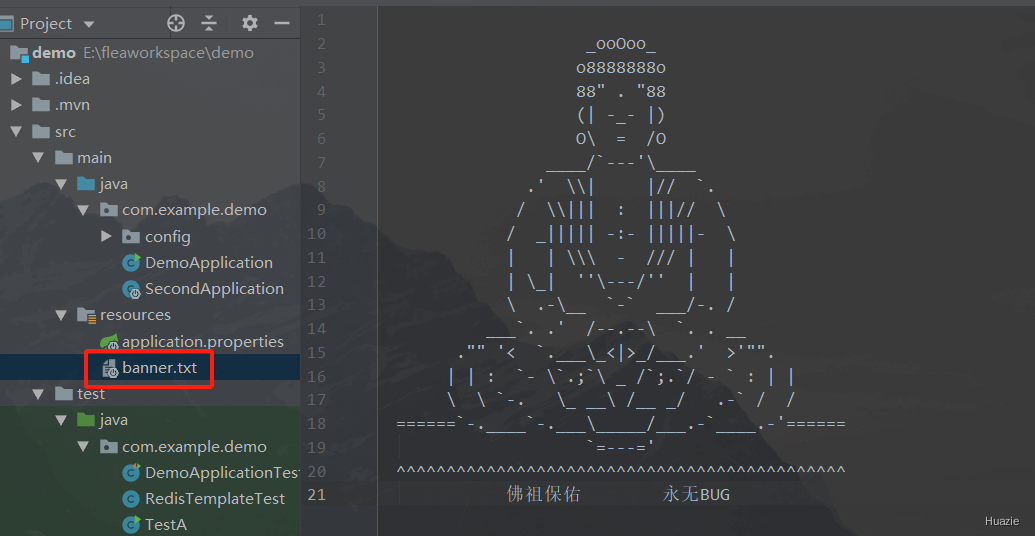 Project
demo E:\fleaworkspace\demo
.idea
.mvn
src
main
java
com.example.demo
config
DemoApplication
SecondApplication
resources
application.properties
banner.txt
test
java
com.example.demo
DemoApplicationTest
RedisTemplateTest
TestA
1
2                    _ooOoo_
3                   o8888888o
4                   88" . "88
5                   (| -_- |)
6                   O\  =  /O
7                ____/`---'\____
8              .'  \\|     |//  `.
9             /  \\|||  :  |||//  \
10           /  _||||| -:- |||||-  \
11           |   | \\\  -  /// |   |
12           | \_|  ''\---/''  |   |
13           \  .-\__  `-`  ___/-. /
14         ___`. .'  /--.--\  `. . __
15      ."" '<  `.___\_<|>_/___.'  >'"".
16     | | :  `- \`.;`\ _ /`;.`/ - ` : | |
17     \  \ `-.   \_ __\ /__ _/   .-` /  /
18 ======`-.____`-.___\_____/___.-`____.-'======
19                   `=---='
20 ^^^^^^^^^^^^^^^^^^^^^^^^^^^^^^^^^^^^^^^^^^^^^
21           佛祖保佑       永无BUG
Huazie